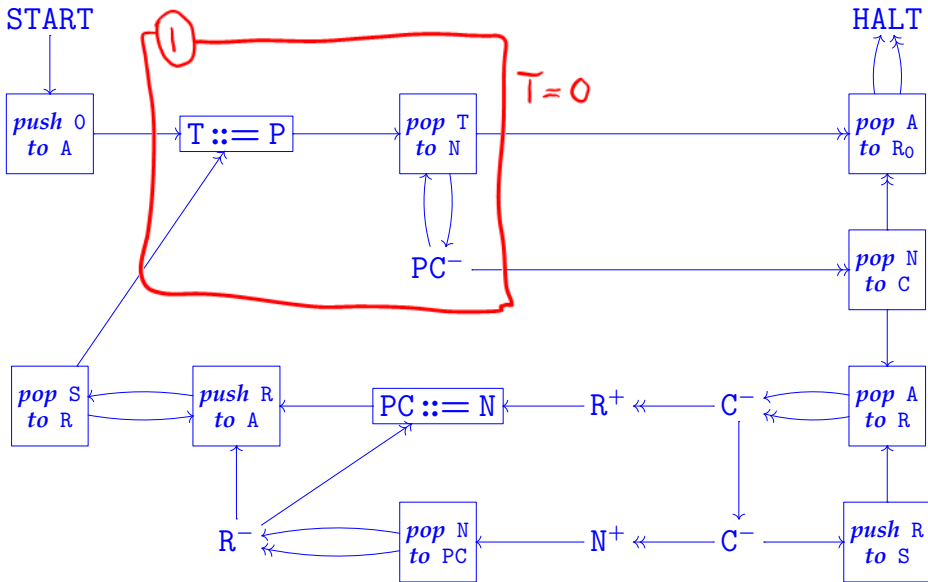 START
HALT
1
T=0
push 0
to A
T ::= P
pop T
to N
pop A
to R₀
PC⁻
pop N
to C
pop S
to R
push R
to A
PC ::= N
R⁺
C⁻
pop A
to R
R⁻
pop N
to PC
N⁺
C⁻
push R
to S